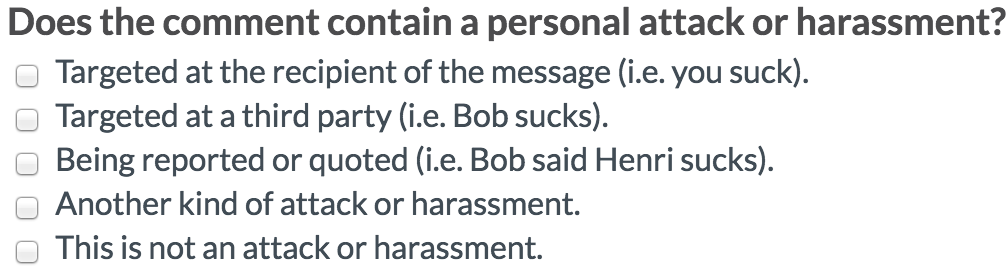 Does the comment contain a personal attack or harassment?
Targeted at the recipient of the message (i.e. you suck).
Targeted at a third party (i.e. Bob sucks).
Being reported or quoted (i.e. Bob said Henri sucks).
Another kind of attack or harassment.
This is not an attack or harassment.